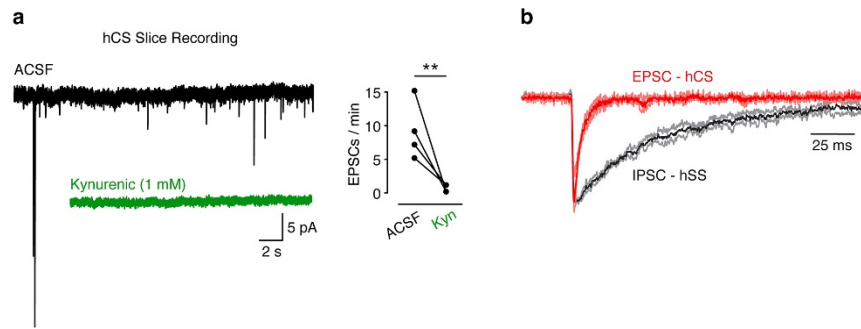 a
hCS Slice Recording
ACSF
Kynurenic (1 mM)
5 pA
2 s
**
EPSCs / min
15
10
5
0
ACSF
Kyn
b
EPSC - hCS
IPSC - hSS
25 ms